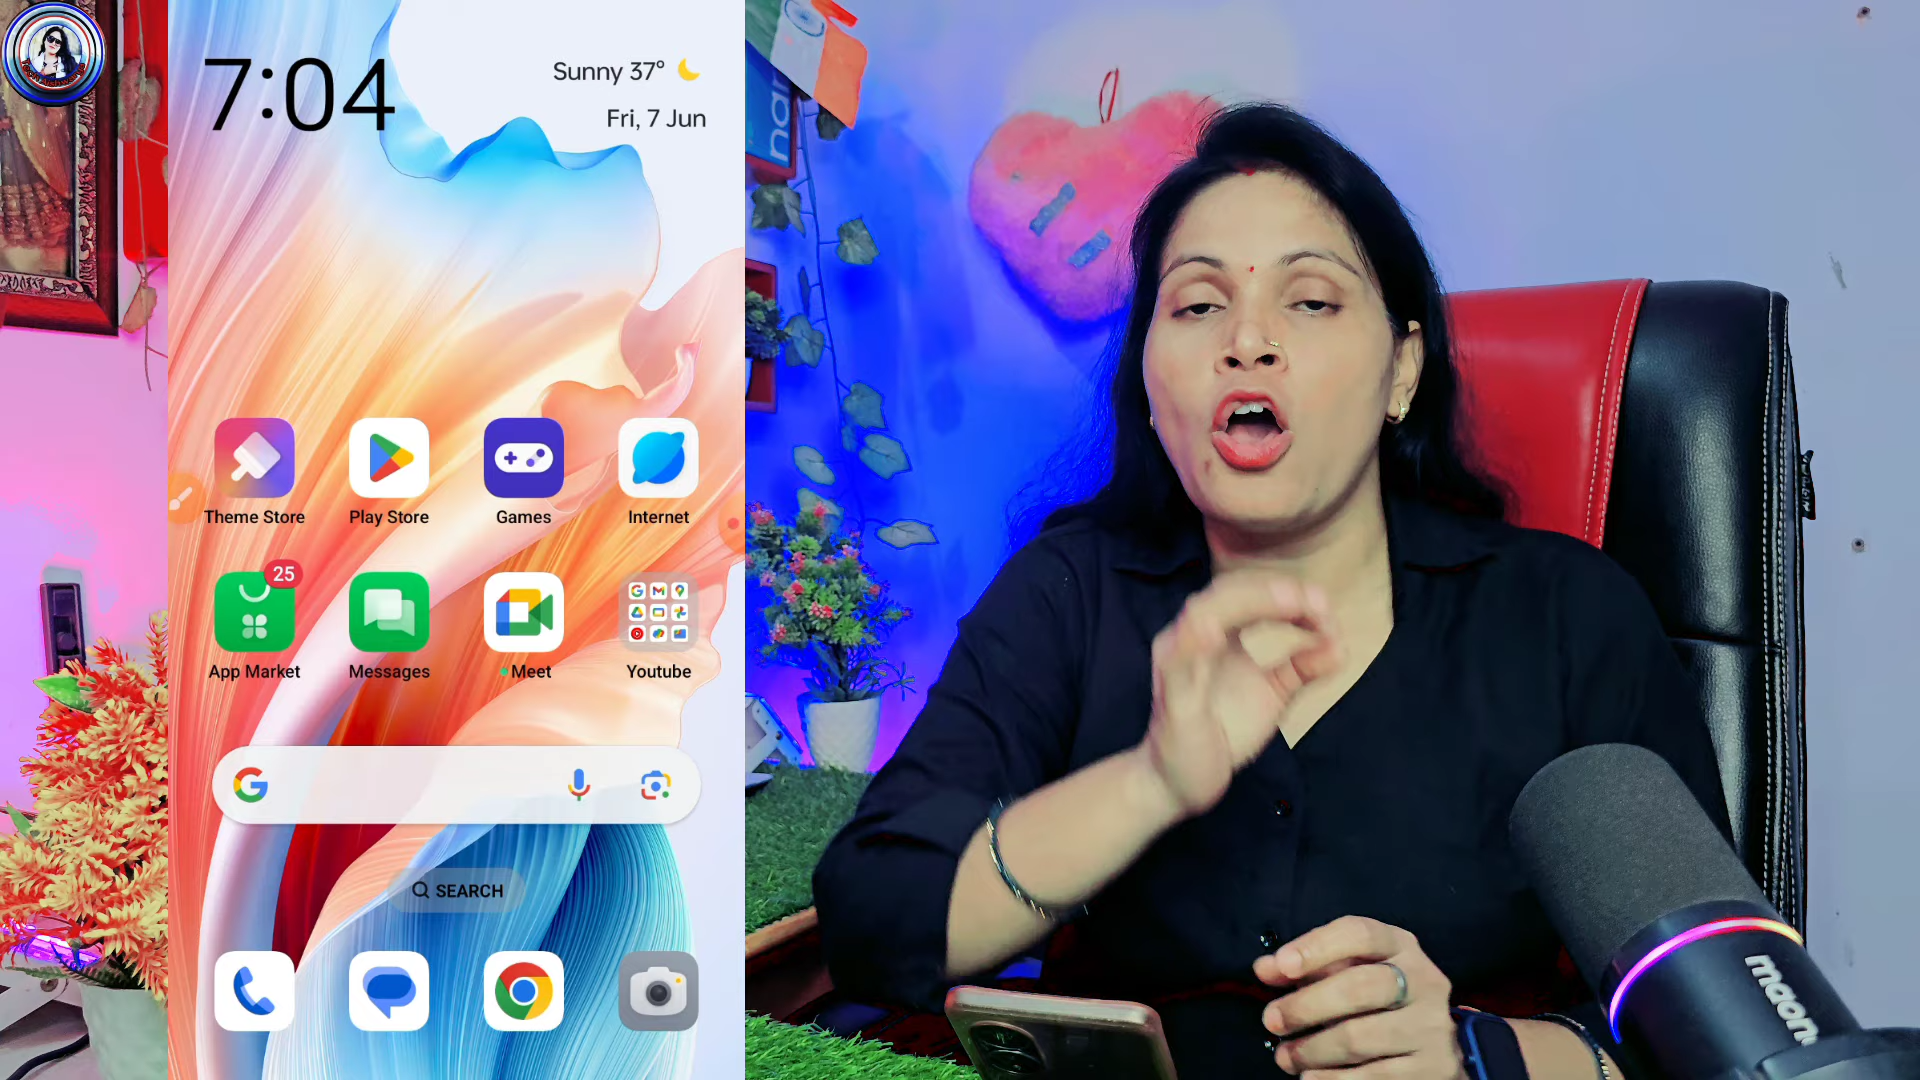 7:04
Sunny 37°
Fri, 7 Jun
Theme Store
Play Store
Games
Internet
25
App Market
Messages
Meet
Youtube
SEARCH
maono